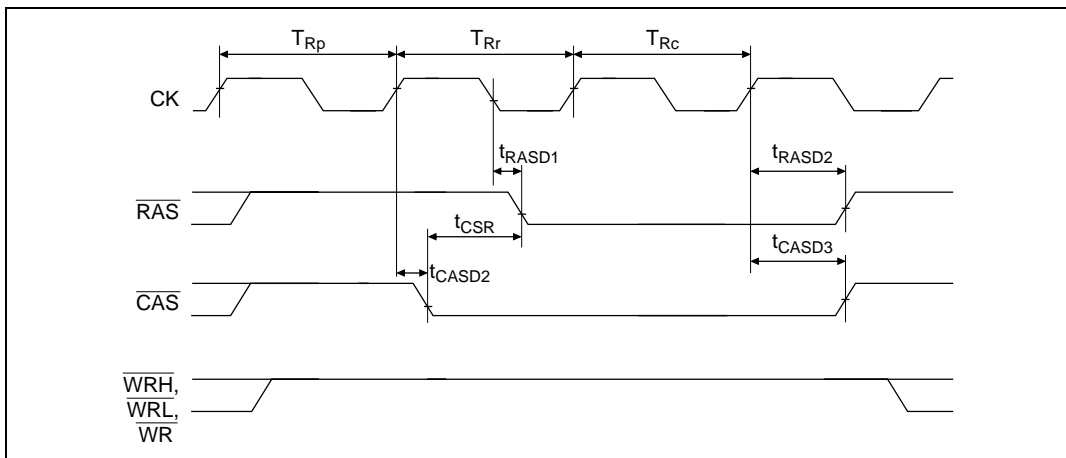 TRp TRr TRc
CK
tRASD1 tRASD2
RAS
tCSR
tCASD3
tCASD2
CAS
WRH,
WRL,
WR